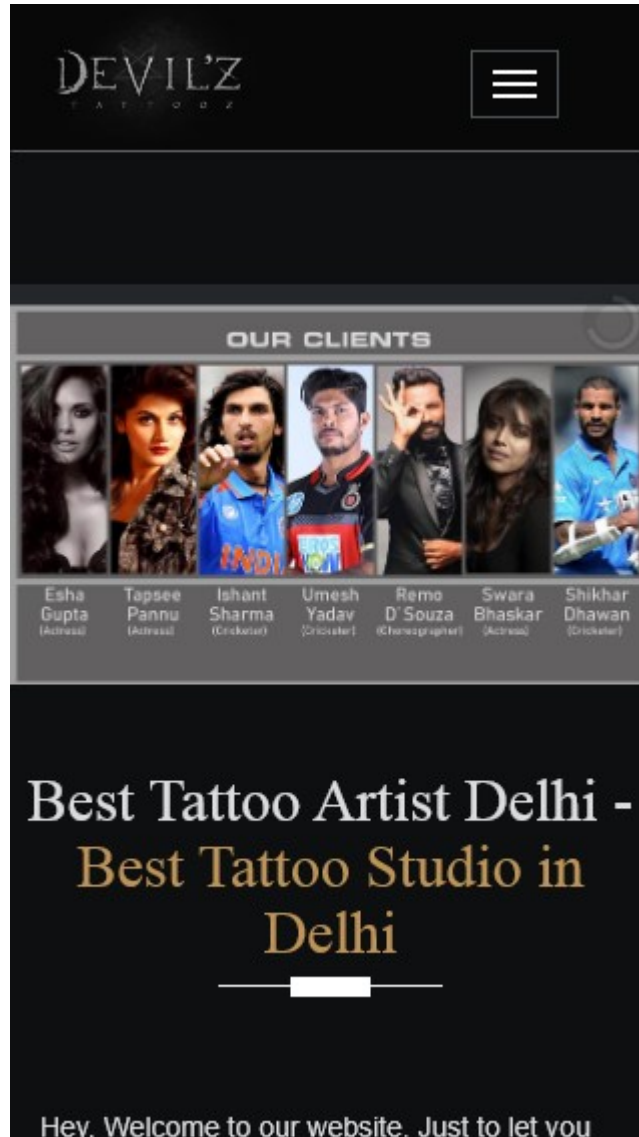 DEVIL'Z
TATTOOZ
OUR CLIENTS
Esha Gupta (Actress)
Tapsee Pannu (Actress)
Ishant Sharma (Cricketer)
Umesh Yadav (Cricketer)
Remo D'Souza (Choreographer)
Swara Bhaskar (Actress)
Shikhar Dhawan (Cricketer)
Best Tattoo Artist Delhi -
Best Tattoo Studio in
Delhi
Hey, Welcome to our website. Just to let you